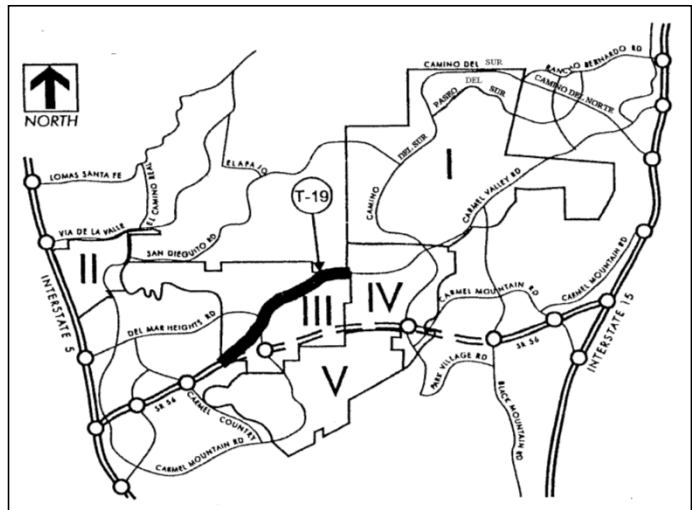 NORTH
CAMINO DEL SUR
RANCHO BERNARDO RD
CAMINO DEL NORTE
PASEO DEL SUR
LOMAS SANTA FE
EL CAMINO REAL
DEL SUR
CAMINO
I
CARMEL VALLEY RD
T-19
VIA DE LA VALLE
SAN DIEGUITO RD
II
INTERSTATE 5
III
IV
CARMEL MOUNTAIN RD
CARMEL MOUNTAIN RD
DEL MAR HEIGHTS RD
INTERSTATE 15
SR 56
PARK VILLAGE RD
V
SR 56
CARMEL COUNTRY
BLACK MOUNTAIN RD
CARMEL MOUNTAIN RD